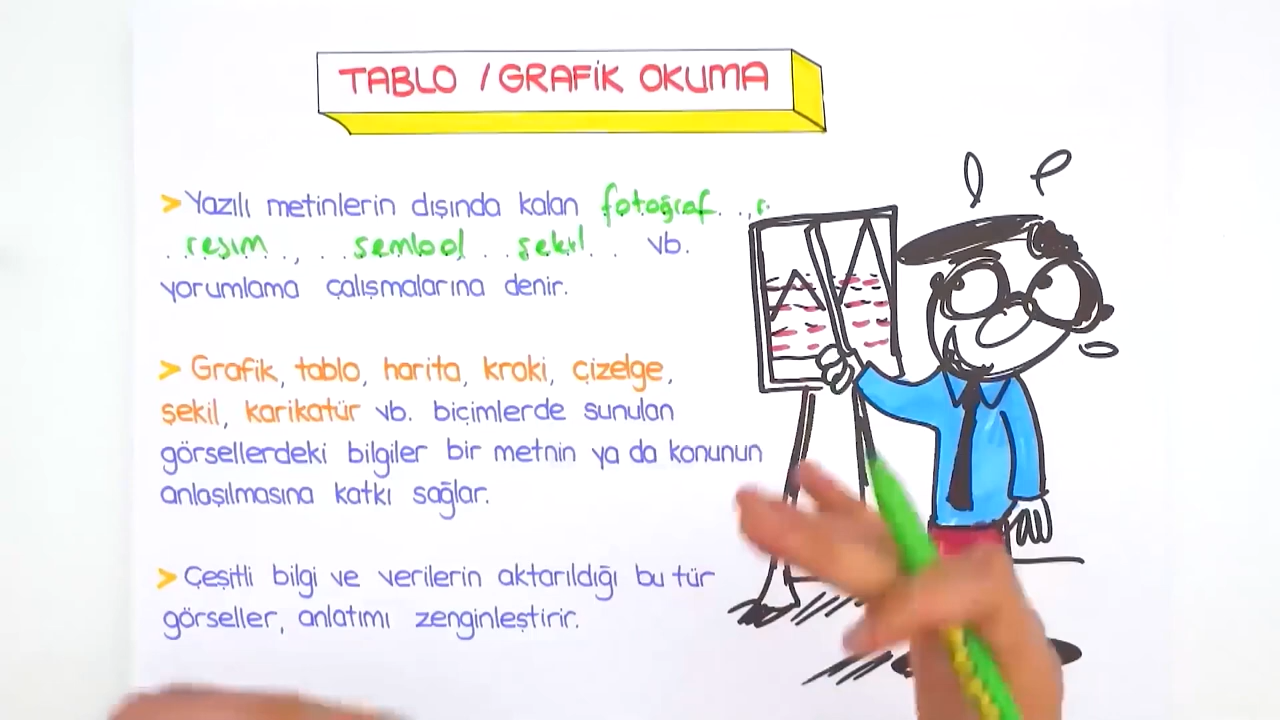 TABLO / GRAFİK OKUMA
> Yazılı metinlerin dışında kalan fotoğraf . . , r.
. resim . . , . . sembol . . şekil . . vb.
yorumlama çalışmalarına denir.
> Grafik, tablo, harita, kroki, çizelge,
şekil, karikatür vb. biçimlerde sunulan
görsellerdeki bilgiler bir metnin ya da konunun
anlaşılmasına katkı sağlar.
> Çeşitli bilgi ve verilerin aktarıldığı bu tür
görseller, anlatımı zenginleştirir.